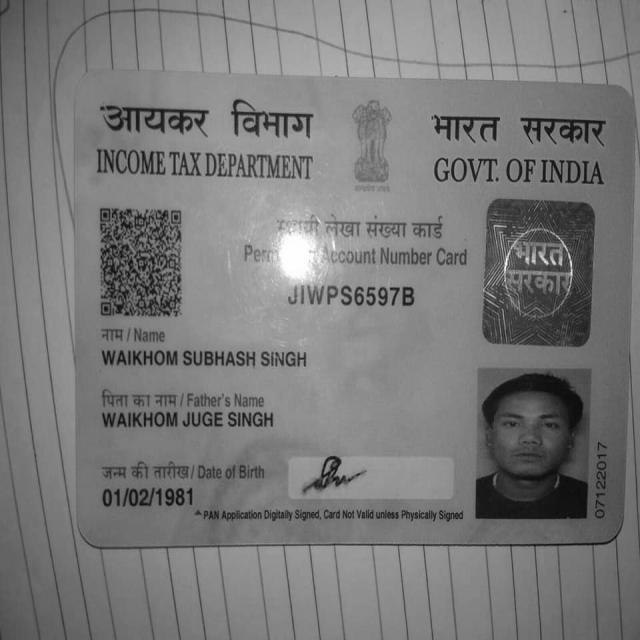 आयकर विभाग
INCOME TAX DEPARTMENT
भारत सरकार
GOVT. OF INDIA
लेखा संख्या कार्ड
Account Number Card
JIWPS6597B
भारत
सरकार
नाम / Name
WAIKHOM SUBHASH SINGH
पिता का नाम / Father's Name
WAIKHOM JUGE SINGH
जन्म की तारीख / Date of Birth
01/02/1981
PAN Application Digitally Signed, Card Not Valid unless Physically Signed
07122017